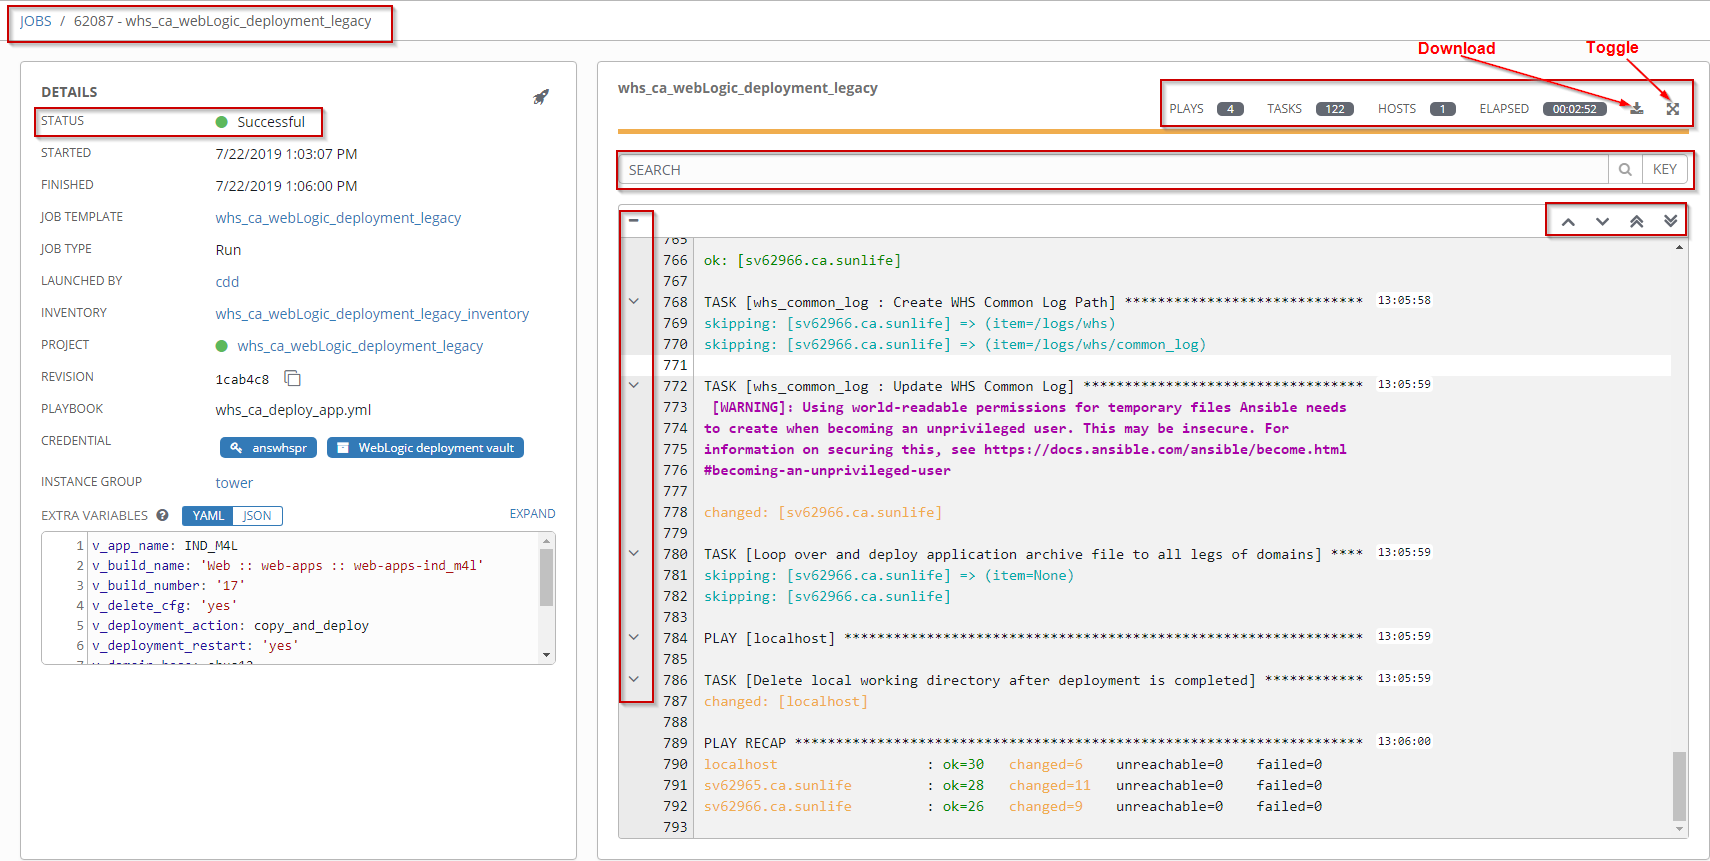 JOBS / 62087 - whs_ca_webLogic_deployment_legacy
Download
Toggle
DETAILS
STATUS Successful
STARTED 7/22/2019 1:03:07 PM
FINISHED 7/22/2019 1:06:00 PM
JOB TEMPLATE whs_ca_webLogic_deployment_legacy
JOB TYPE Run
LAUNCHED BY cdd
INVENTORY whs_ca_webLogic_deployment_legacy_inventory
PROJECT whs_ca_webLogic_deployment_legacy
REVISION 1cab4c8
PLAYBOOK whs_ca_deploy_app.yml
CREDENTIAL answhspr WebLogic deployment vault
INSTANCE GROUP tower
EXTRA VARIABLES ? YAML JSON EXPAND
1 v_app_name: IND_M4L
2 v_build_name: 'Web :: web-apps :: web-apps-ind_m4l'
3 v_build_number: '17'
4 v_delete_cfg: 'yes'
5 v_deployment_action: copy_and_deploy
6 v_deployment_restart: 'yes'
whs_ca_webLogic_deployment_legacy
PLAYS 4 TASKS 122 HOSTS 1 ELAPSED 00:02:52
SEARCH KEY
765
766 ok: [sv62966.ca.sunlife]
767
768 TASK [whs_common_log : Create WHS Common Log Path] ***************************** 13:05:58
769 skipping: [sv62966.ca.sunlife] => (item=/logs/whs)
770 skipping: [sv62966.ca.sunlife] => (item=/logs/whs/common_log)
771
772 TASK [whs_common_log : Update WHS Common Log] ********************************** 13:05:59
773 [WARNING]: Using world-readable permissions for temporary files Ansible needs
774 to create when becoming an unprivileged user. This may be insecure. For
775 information on securing this, see https://docs.ansible.com/ansible/become.html
776 #becoming-an-unprivileged-user
777
778 changed: [sv62966.ca.sunlife]
779
780 TASK [Loop over and deploy application archive file to all legs of domains] **** 13:05:59
781 skipping: [sv62966.ca.sunlife] => (item=None)
782 skipping: [sv62966.ca.sunlife]
783
784 PLAY [localhost] *************************************************************** 13:05:59
785
786 TASK [Delete local working directory after deployment is completed] ************ 13:05:59
787 changed: [localhost]
788
789 PLAY RECAP ********************************************************************* 13:06:00
790 localhost : ok=30 changed=6 unreachable=0 failed=0
791 sv62965.ca.sunlife : ok=28 changed=11 unreachable=0 failed=0
792 sv62966.ca.sunlife : ok=26 changed=9 unreachable=0 failed=0
793